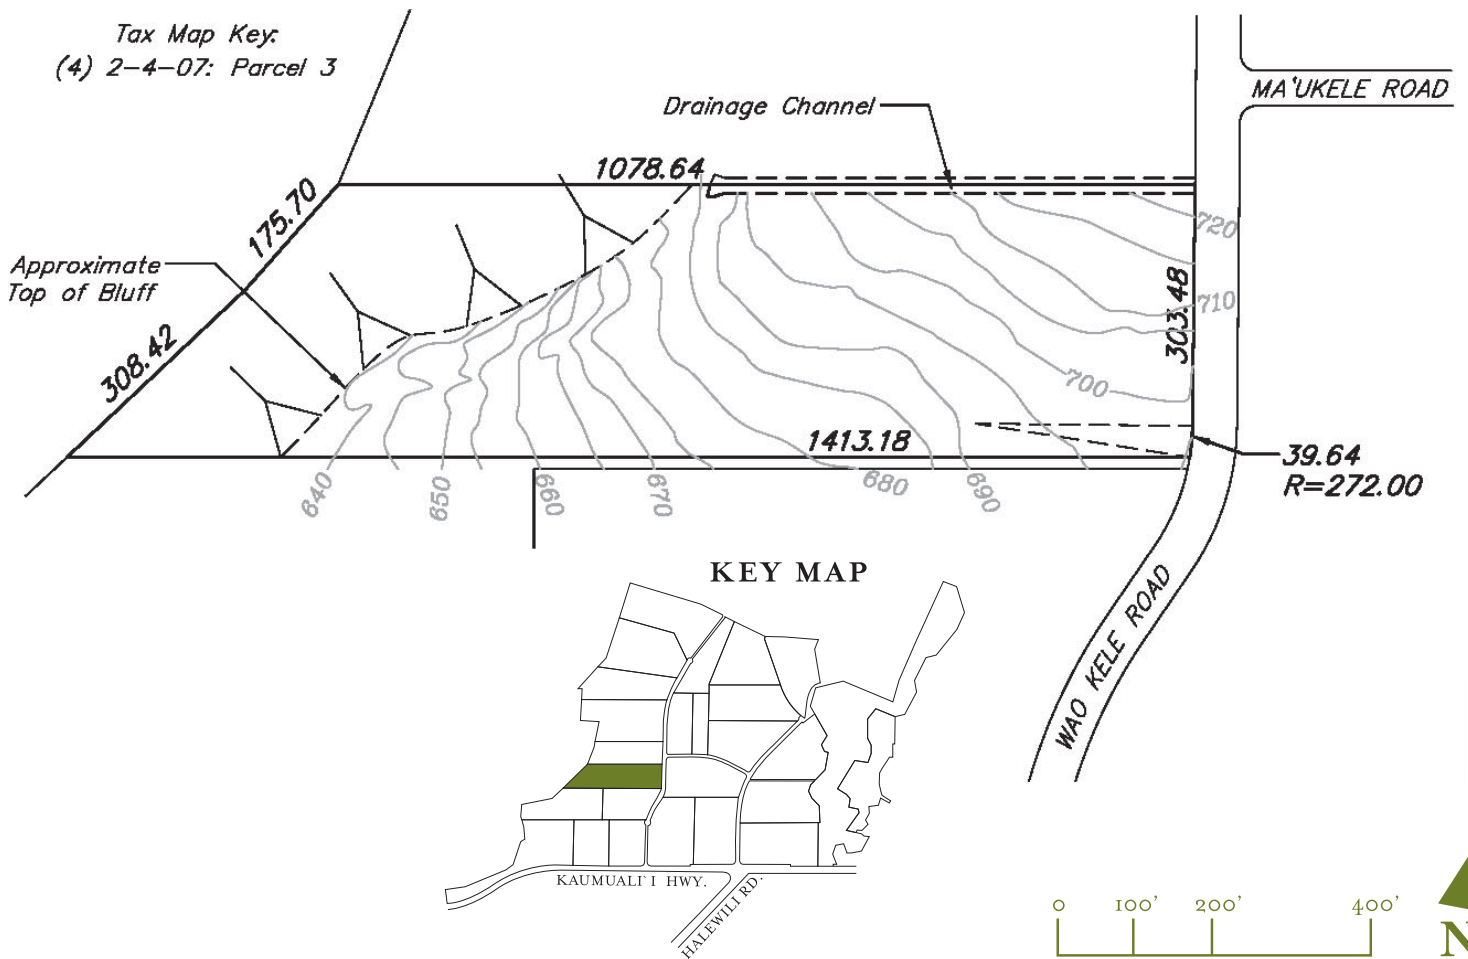 Tax Map Key:
(4) 2-4-07: Parcel 3
MA'UKELE ROAD
Drainage Channel
1078.64
175.70
720
Approximate
Top of Bluff
710
303.48
308.42
700
1413.18
39.64
R=272.00
640
650
660
670
680
690
KEY MAP
WAO KELE ROAD
KAUMUALI'I HWY.
HALEWILI RD.
0 100' 200' 400'
N